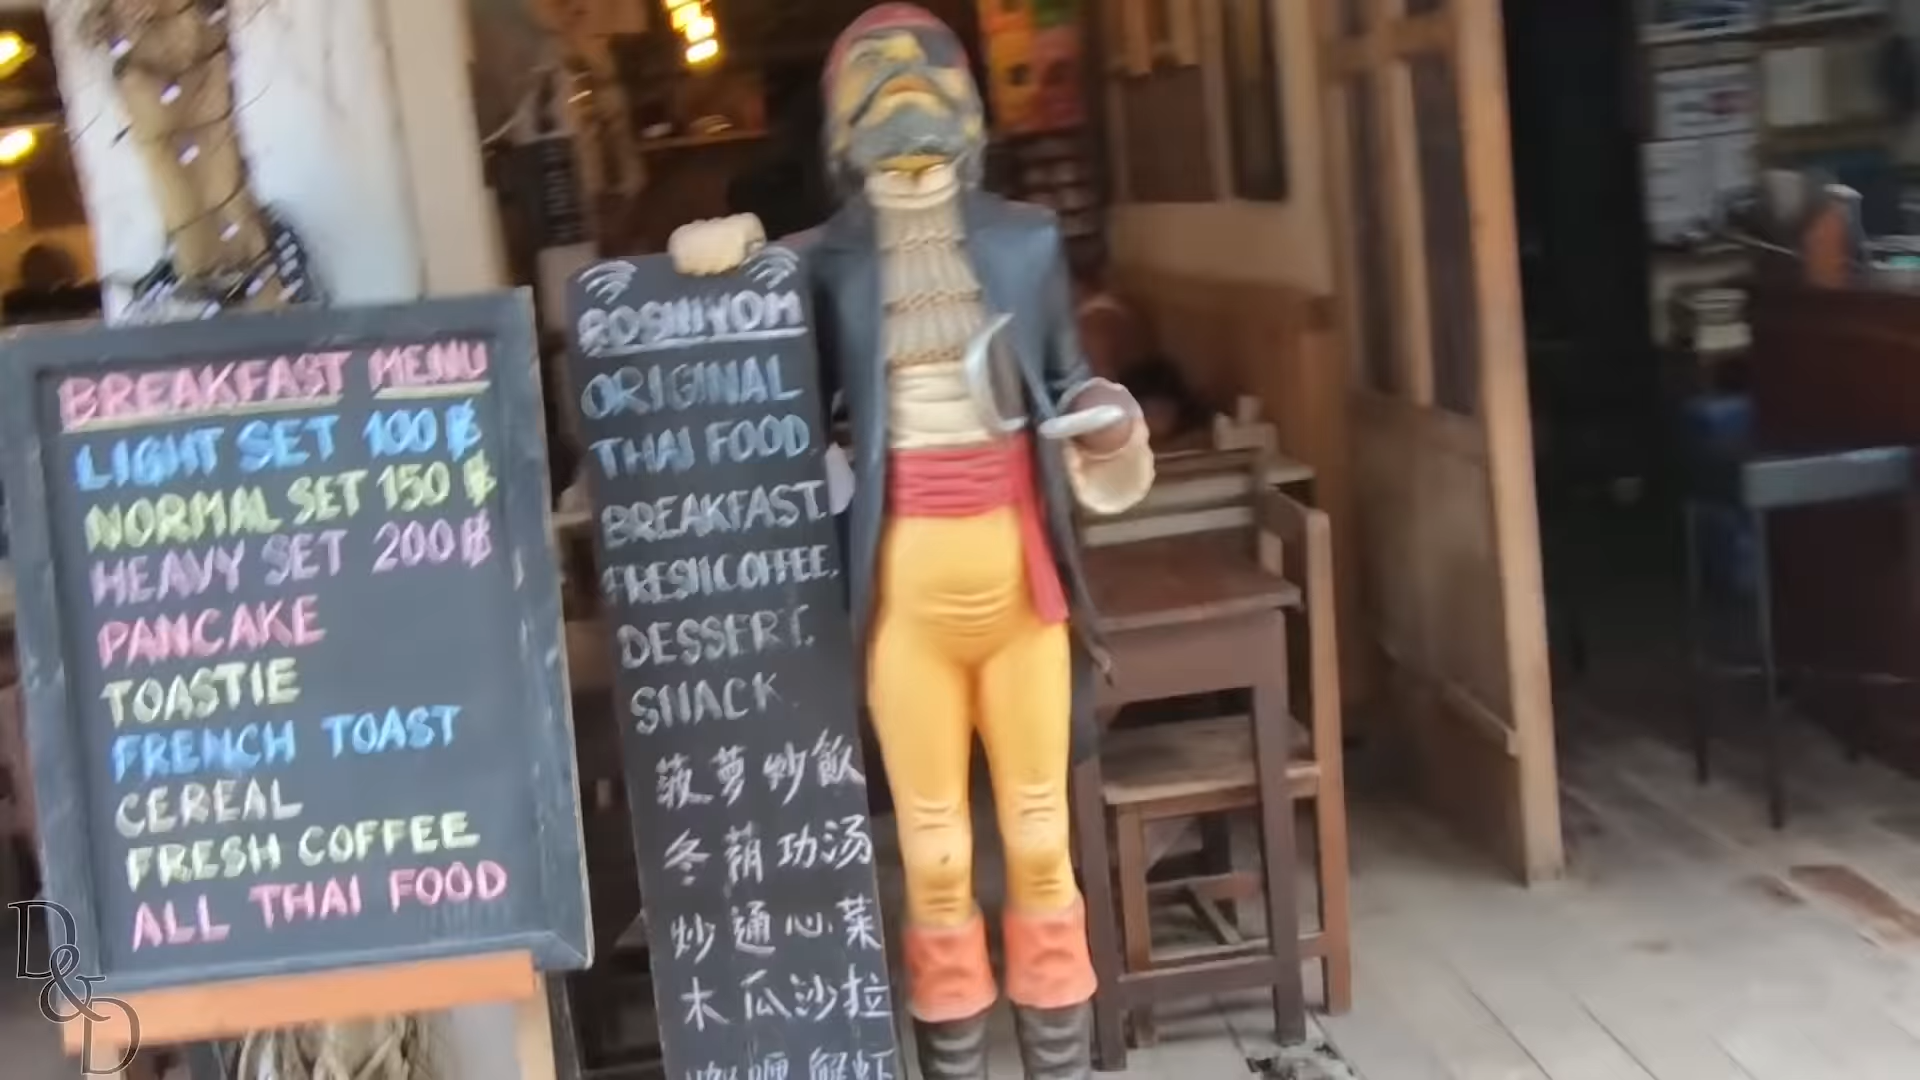 BREAKFAST MENU
LIGHT SET 100 ฿
NORMAL SET 150 ฿
HEAVY SET 200 ฿
PANCAKE
TOASTIE
FRENCH TOAST
CEREAL
FRESH COFFEE
ALL THAI FOOD
BOSHIYOM
ORIGINAL
THAI FOOD.
BREAKFAST.
FRESH COFFEE.
DESSERT.
SNACK.
菠萝炒飯
冬蓊功汤
炒通心菜
木瓜沙拉
D&D